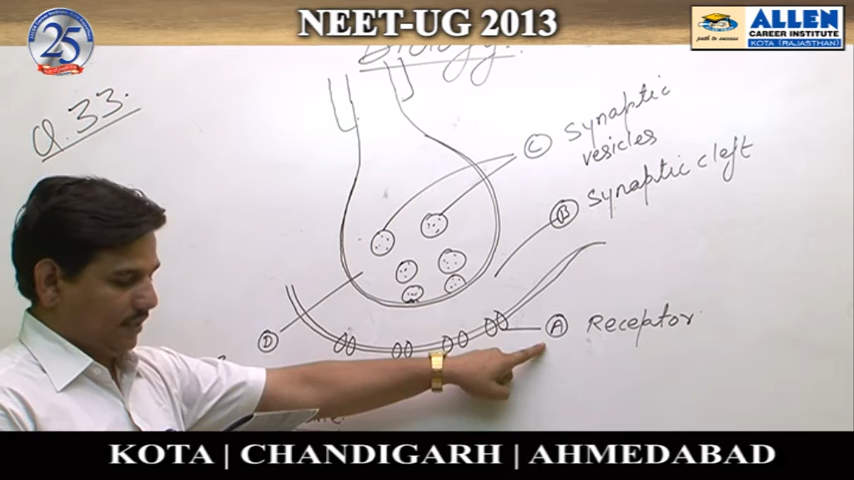 NEET-UG 2013
25
ALLEN
CAREER INSTITUTE
KOTA (RAJASTHAN)
path to success
Biology.
Q.33.
C Synaptic
vesicles
B Synaptic cleft
D
A Receptor
KOTA | CHANDIGARH | AHMEDABAD